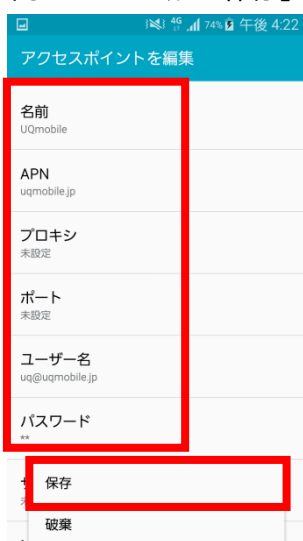 4G 74% 午後 4:22
アクセスポイントを編集
名前
UQmobile
APN
uqmobile.jp
プロキシ
未設定
ポート
未設定
ユーザー名
uq@uqmobile.jp
パスワード
**
保存
破棄